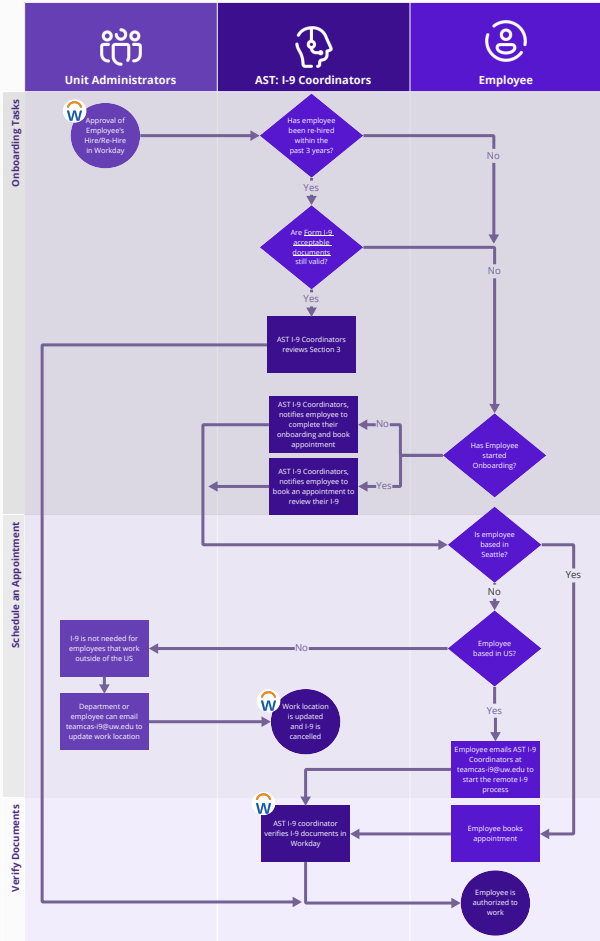 Unit Administrators
AST: I-9 Coordinators
Employee
Onboarding Tasks
W
Approval of
Employee's
Hire/Re-Hire
in Workday
Has employee
been re-hired
within the
past 3 years?
No
Yes
Are Form I-9
acceptable
documents
still valid?
No
Yes
AST I-9 Coordinators
reviews Section 3
AST I-9 Coordinators,
notifies employee to
complete their
onboarding and book
appointment
No
Has Employee
started
Onboarding?
AST I-9 Coordinators,
notifies employee to
book an appointment to
review their I-9
Yes
Schedule an Appointment
Is employee
based in
Seattle?
Yes
No
I-9 is not needed for
employees that work
outside of the US
No
Employee
based in US?
Department or
employee can email
teamcas-i9@uw.edu to
update work location
W
Work location
is updated
and I-9 is
cancelled
Yes
Employee emails AST I-9
Coordinators at
teamcas-i9@uw.edu to
start the remote I-9
process
Verify Documents
W
AST I-9 coordinator
verifies I-9 documents in
Workday
Employee books
appointment
Employee is
authorized to
work